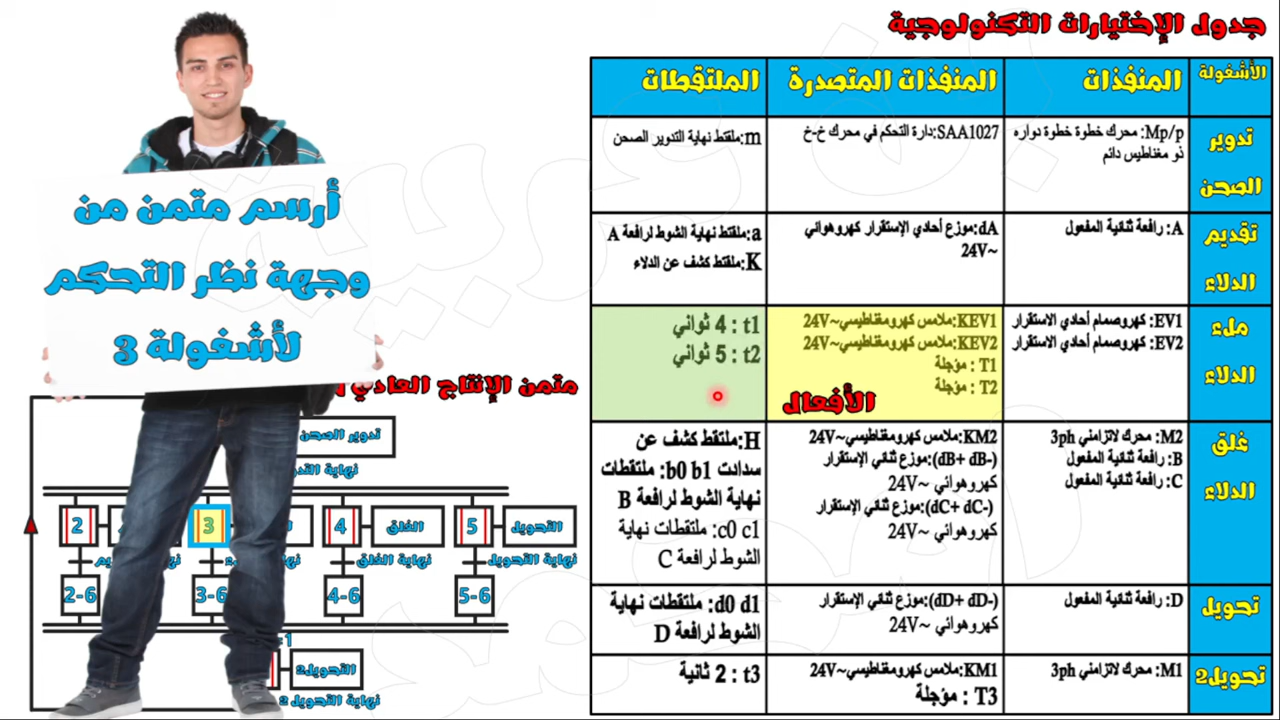 جدول الإختيارات التكنولوجية
الأشغولة
المنفذات
المنفذات المتصدرة
الملتقطات
تدوير
الصحن
Mp/p: محرك خطوة خطوة دواره
ذو مغناطيس دائم
SAA1027:دارة التحكم في محرك خ-خ
m:ملقتط نهاية التدوير الصحن
تقديم
الدلاء
A: رافعة ثنائية المفعول
dA:موزع أحادي الإستقرار كهروهوائي
24V~
a:ملقتط نهاية الشوط لرافعة A
K:ملقتط كشف عن الدلاء
ملء
الدلاء
EV1: كهروصمام أحادي الاستقرار
EV2: كهروصمام أحادي الاستقرار
KEV1:ملامس كهرومغناطيسي~24V
KEV2:ملامس كهرومغناطيسي~24V
T1 : مؤجلة
T2 : مؤجلة
الأفعال
t1 : 4 ثواني
t2 : 5 ثواني
غلق
الدلاء
M2: محرك لاتزامني 3ph
B: رافعة ثنائية المفعول
C: رافعة ثنائية المفعول
KM2:ملامس كهرومغناطيسي~24V
(dB+ dB-):موزع ثنائي الإستقرار
كهروهوائي ~24V
(dC+ dC-):موزع ثنائي الإستقرار
كهروهوائي ~24V
H:ملتقط كشف عن
سدادت b0 b1: ملتقطات
نهاية الشوط لرافعة B
c0 c1: ملتقطات نهاية
الشوط لرافعة C
تحويل
D: رافعة ثنائية المفعول
(dD+ dD-):موزع ثنائي الإستقرار
كهروهوائي ~24V
d0 d1: ملتقطات نهاية
الشوط لرافعة D
تحويل2
M1: محرك لاتزامني 3ph
KM1:ملامس كهرومغناطيسي~24V
T3 : مؤجلة
t3: 2 ثانية
أرسم متمن من
وجهة نظر التحكم
لأشغولة 3
متمن الإنتاج العادي
تدوير الصحن
نهاية
2
3
4
الغلق
5
التحويل
نهاية الغلق
نهاية التحويل
2-6
3-6
4-6
5-6
التحويل2
نهاية التحويل 2